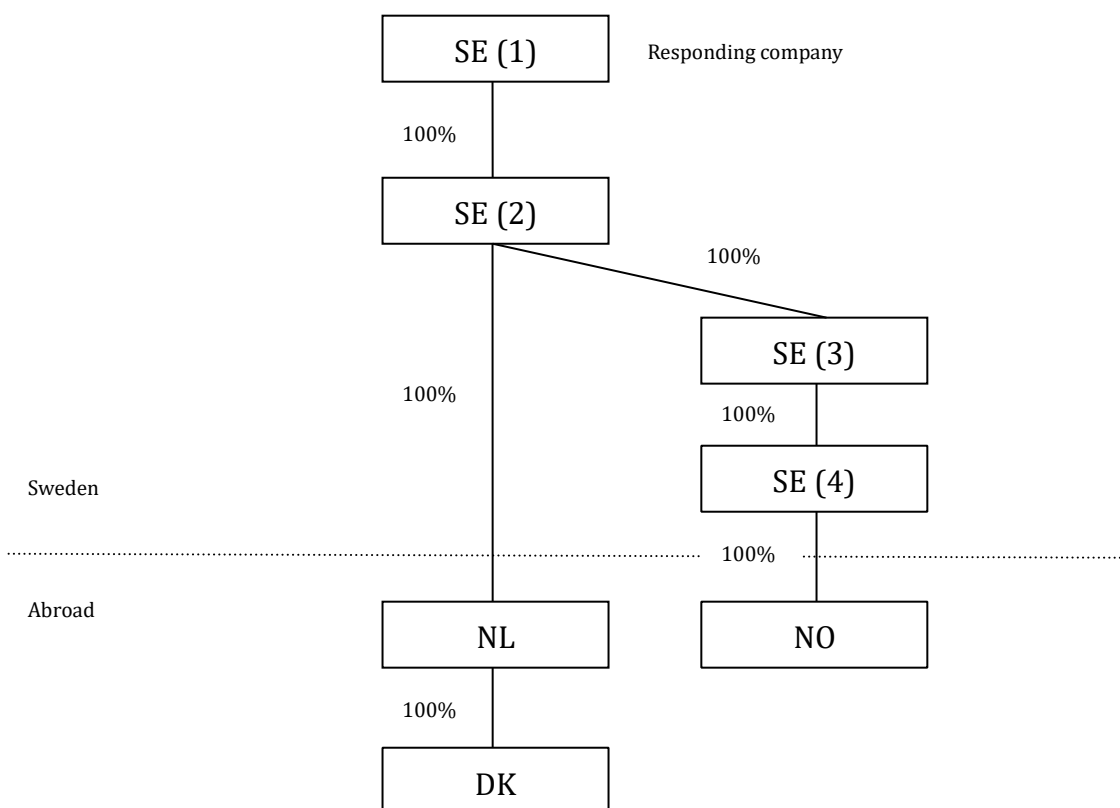 SE (1)
Responding company
100%
SE (2)
100%
SE (3)
100%
100%
SE (4)
Sweden
100%
Abroad
NL
NO
100%
DK